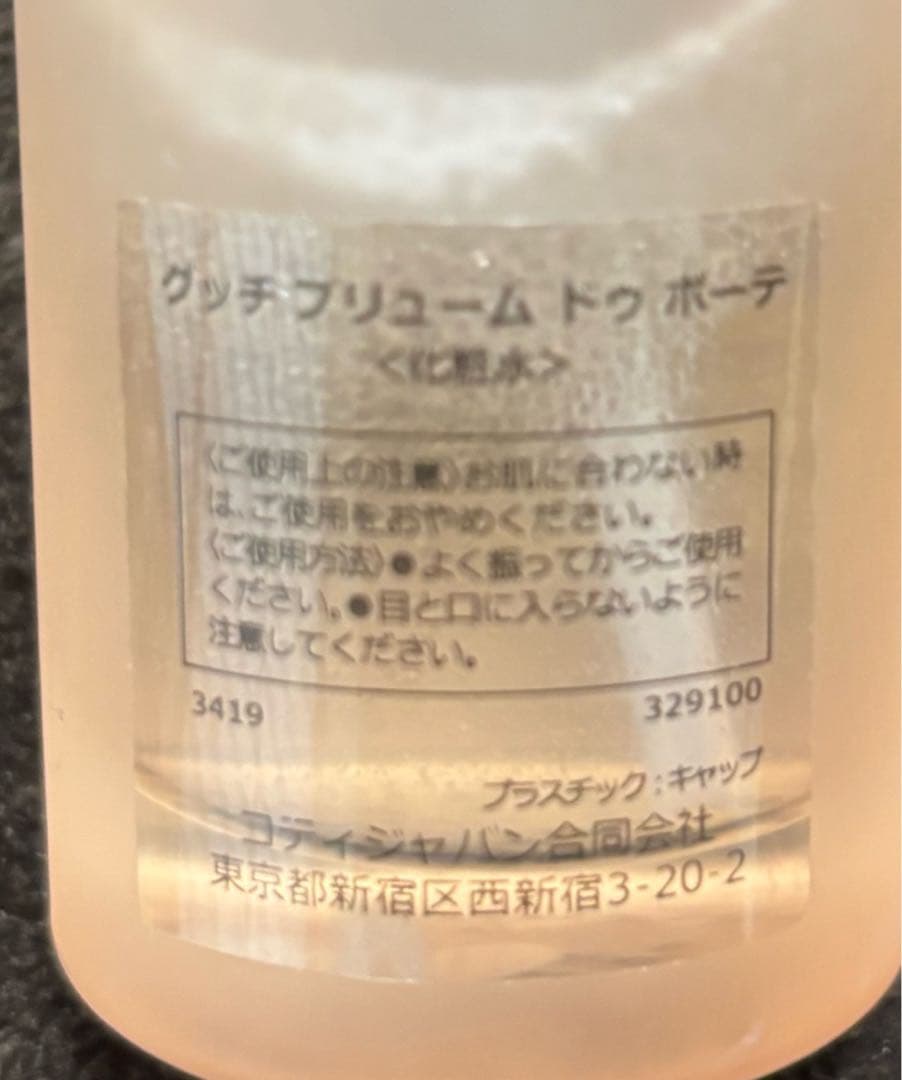 グッチ ブリューム ドゥ ボーテ
<化粧水>
〈ご使用上の注意〉お肌に合わない時
は、ご使用をおやめください。
〈ご使用方法〉●よく振ってからご使用
ください。●目と口に入らないように
注意してください。
3419 329100
プラスチック:キャップ
コティジャパン合同会社
東京都新宿区西新宿3-20-2